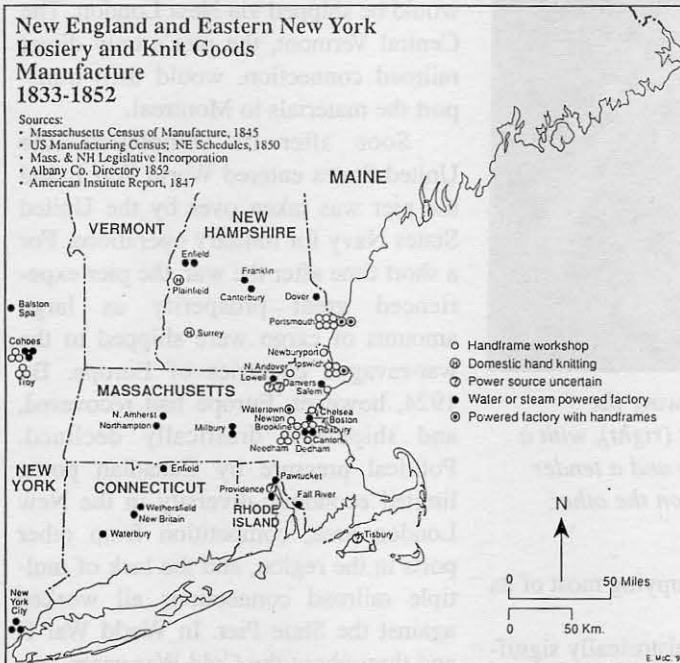 New England and Eastern New York
Hosiery and Knit Goods
Manufacture
1833-1852
Sources:
• Massachusetts Census of Manufacture, 1845
• US Manufacturing Census; NE Schedules, 1850
• Mass. & NH Legislative Incorporation
• Albany Co. Directory 1852
• American Institute Report, 1847
MAINE
VERMONT
NEW
HAMPSHIRE
Enfield
Franklin
Plainfield
Canterbury
Dover
Balston
Spa
Portsmouth
Surrey
Cohoes
Troy
Newburyport
Ipswich
N. Andover
Lowell
Danvers
Salem
MASSACHUSETTS
Watertown
Chelsea
Newton
Boston
Brookline
Roxbury
Northampton
Millbury
Canton
Needham
Dedham
Handframe workshop
Domestic hand knitting
Power source uncertain
Water or steam powered factory
Powered factory with h
NEW
YORK
Enfield
CONNECTICUT
Pawtucket
Providence
Fall River
RHODE
ISLAND
Wethersfield
New Britain
Waterbury
Tisbury
New
York
City
N
0 50 Miles
0 50 Km.